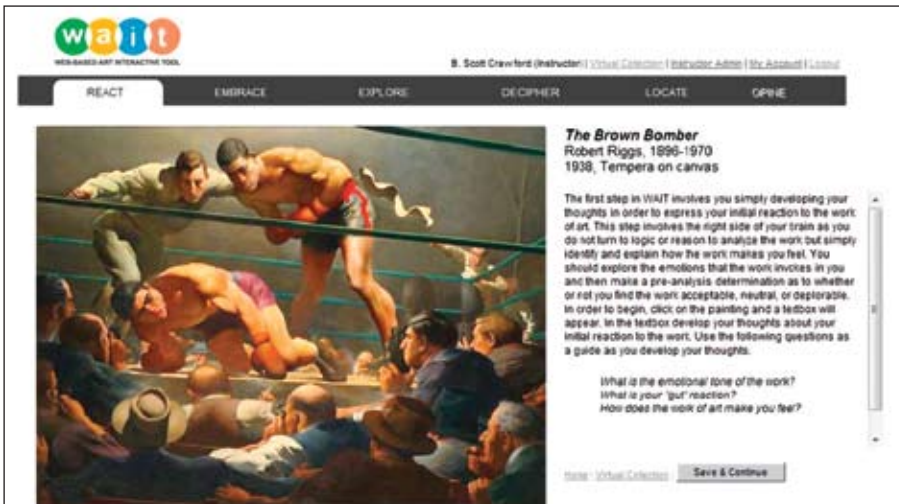 wait
WEB-BASED ART INTERACTIVE TOOL
B. Scott Crawford (Instructor) | Virtual Collection | Instructor Admin | My Account | Logout
REACT EMBRACE EXPLORE DECIPHER LOCATE OPINE
The Brown Bomber
Robert Riggs, 1896-1970
1938, Tempera on canvas
The first step in WAIT involves you simply developing your
thoughts in order to express your initial reaction to the work
of art. This step involves the right side of your brain as you
do not turn to logic or reason to analyze the work but simply
identify and explain how the work makes you feel. You
should explore the emotions that the work invokes in you
and then make a pre-analysis determination as to whether
or not you find the work acceptable, neutral, or deplorable.
In order to begin, click on the painting and a textbox will
appear. In the textbox develop your thoughts about your
initial reaction to the work. Use the following questions as
a guide as you develop your thoughts.
What is the emotional tone of the work?
What is your 'gut' reaction?
How does the work of art make you feel?
Home - Virtual Collection Save & Continue